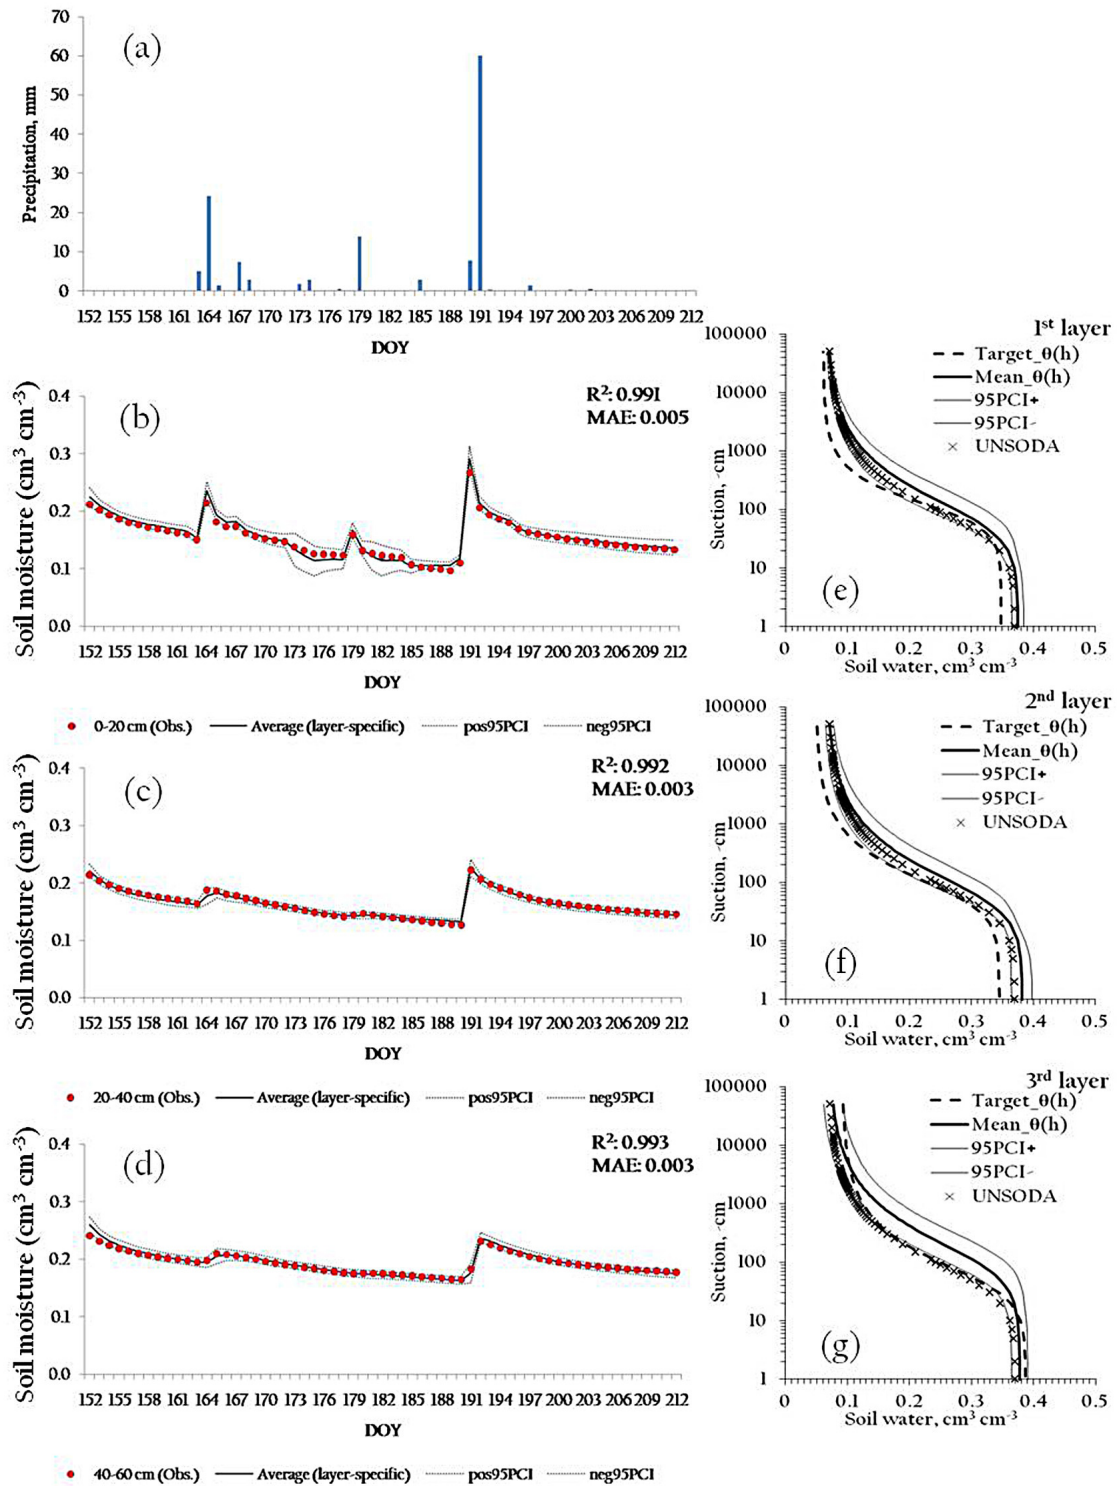 (a)
Precipitation, mm
70
60
50
40
30
20
10
0
152 155 158 161 164 167 170 173 176 179 182 185 188 191 194 197 200 203 206 209 212
DOY
(b)
R²: 0.991
MAE: 0.005
Soil moisture (cm³ cm⁻³)
0.4
0.3
0.2
0.1
0.0
152 155 158 161 164 167 170 173 176 179 182 185 188 191 194 197 200 203 206 209 212
DOY
0-20 cm (Obs.) Average (layer-specific) pos95PCI neg95PCI
(c)
R²: 0.992
MAE: 0.003
Soil moisture (cm³ cm⁻³)
0.4
0.3
0.2
0.1
0.0
152 155 158 161 164 167 170 173 176 179 182 185 188 191 194 197 200 203 206 209 212
DOY
20-40 cm (Obs.) Average (layer-specific) pos95PCI neg95PCI
(d)
R²: 0.993
MAE: 0.003
Soil moisture (cm³ cm⁻³)
0.4
0.3
0.2
0.1
0.0
152 155 158 161 164 167 170 173 176 179 182 185 188 191 194 197 200 203 206 209 212
DOY
40-60 cm (Obs.) Average (layer-specific) pos95PCI neg95PCI
1st layer
Target_θ(h)
Mean_θ(h)
95PCI+
95PCI-
UNSODA
Suction, -cm
100000
10000
1000
100
10
1
(e)
0 0.1 0.2 0.3 0.4 0.5
Soil water, cm³ cm⁻³
2nd layer
Target_θ(h)
Mean_θ(h)
95PCI+
95PCI-
UNSODA
Suction, -cm
100000
10000
1000
100
10
1
(f)
0 0.1 0.2 0.3 0.4 0.5
Soil water, cm³ cm⁻³
3rd layer
Target_θ(h)
Mean_θ(h)
95PCI+
95PCI-
UNSODA
Suction, -cm
100000
10000
1000
100
10
1
(g)
0 0.1 0.2 0.3 0.4 0.5
Soil water, cm³ cm⁻³